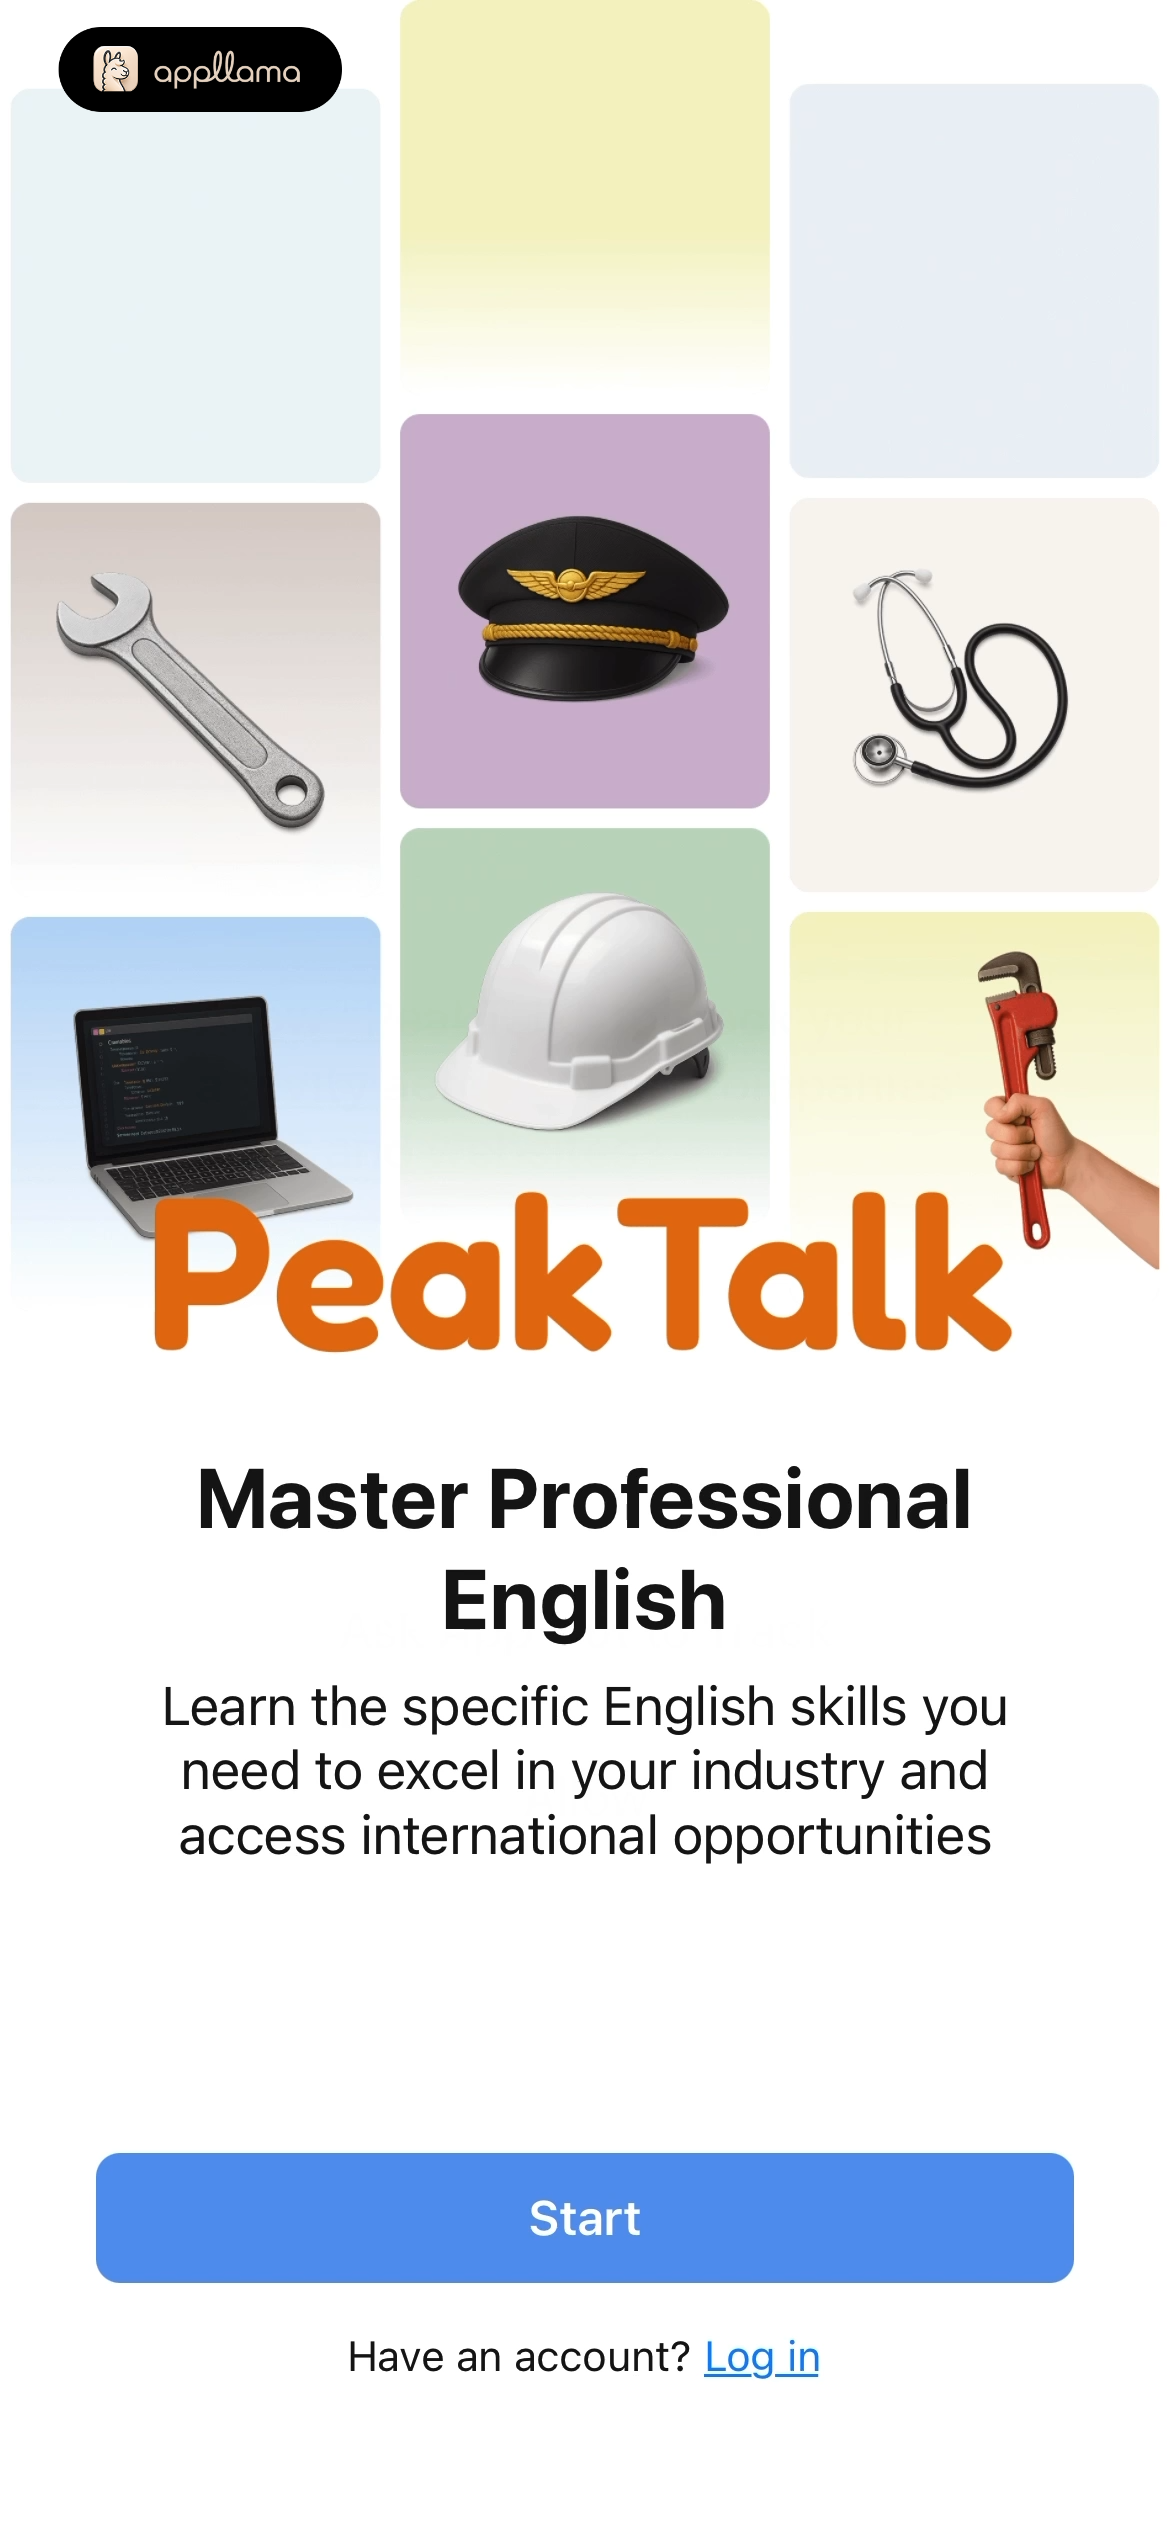 appllama
PeakTalk
Master Professional
English
Learn the specific English skills you
need to excel in your industry and
access international opportunities
Start
Have an account? Log in